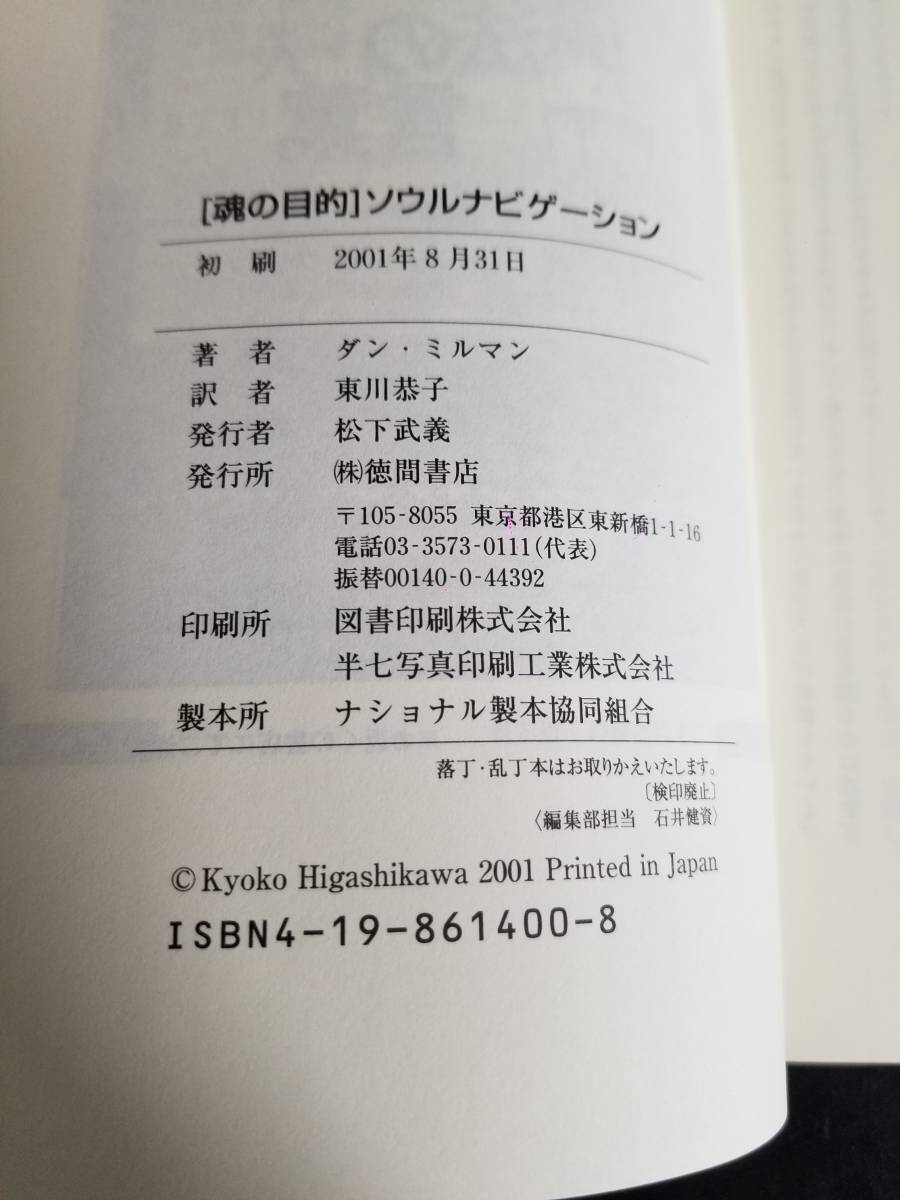 [魂の目的]ソウルナビゲーション
初 刷 2001年8月31日
著 者 ダン・ミルマン
訳 者 東川恭子
発行者 松下武義
発行所 ㈱徳間書店
〒105-8055 東京都港区東新橋1-1-16
電話03-3573-0111(代表)
振替00140-0-44392
印刷所 図書印刷株式会社
半七写真印刷工業株式会社
製本所 ナショナル製本協同組合
落丁・乱丁本はお取りかえいたします。
〔検印廃止〕
〈編集部担当 石井健資〉
©Kyoko Higashikawa 2001 Printed in Japan
ISBN4-19-861400-8